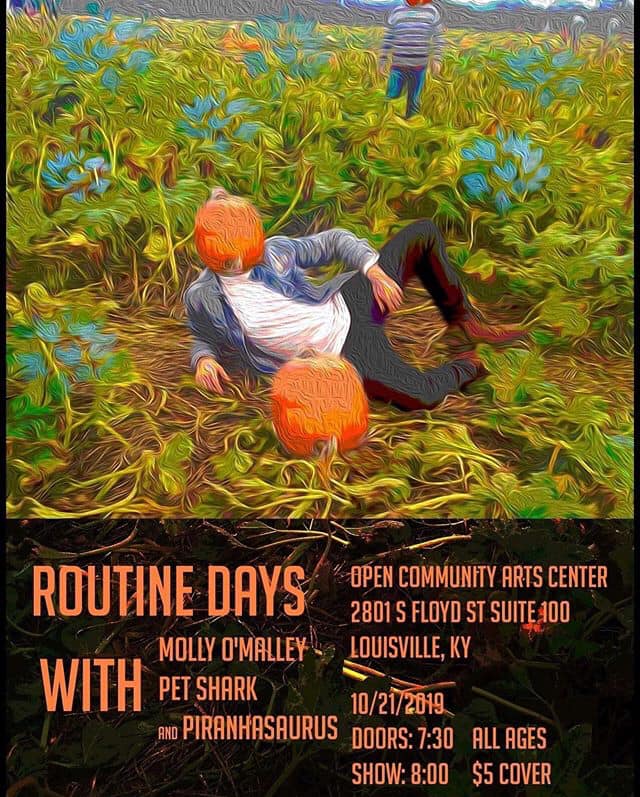 ROUTINE DAYS
WITH
MOLLY O'MALLEY
PET SHARK
AND PIRANHASAURUS
OPEN COMMUNITY ARTS CENTER
2801 S FLOYD ST SUITE 100
LOUISVILLE, KY
10/21/2019
DOORS: 7:30 ALL AGES
SHOW: 8:00 $5 COVER